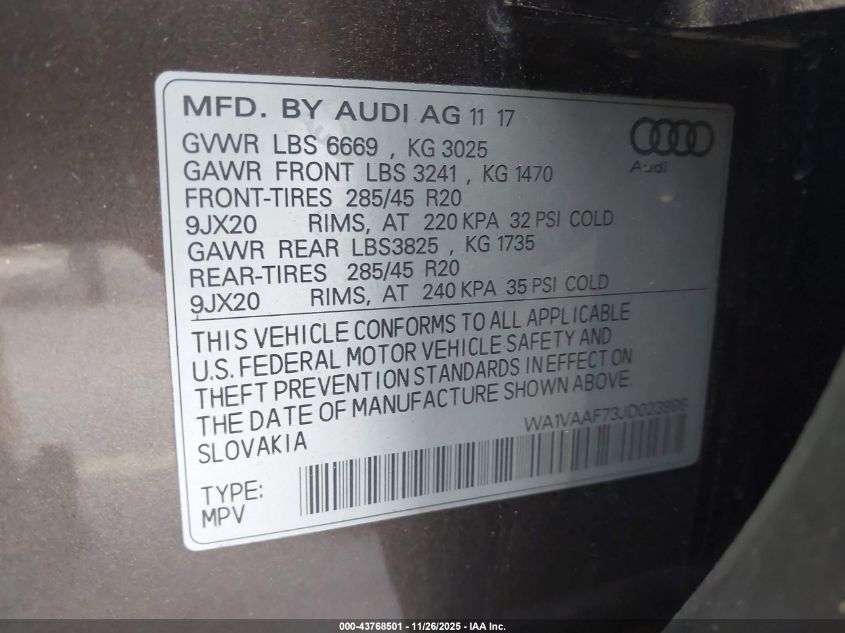 MFD. BY AUDI AG 11 17
GVWR LBS 6669 , KG 3025
GAWR FRONT LBS 3241 , KG 1470
FRONT-TIRES 285/45 R20
9JX20 RIMS, AT 220 KPA 32 PSI COLD
GAWR REAR LBS3825 , KG 1735
REAR-TIRES 285/45 R20
9JX20 RIMS, AT 240 KPA 35 PSI COLD
Audi
THIS VEHICLE CONFORMS TO ALL APPLICABLE
U.S. FEDERAL MOTOR VEHICLE SAFETY AND
THEFT PREVENTION STANDARDS IN EFFECT ON
THE DATE OF MANUFACTURE SHOWN ABOVE.
SLOVAKIA
WA1VAAF73JD023996
TYPE:
MPV
000-43768501 - 11/26/2025 - IAA Inc.